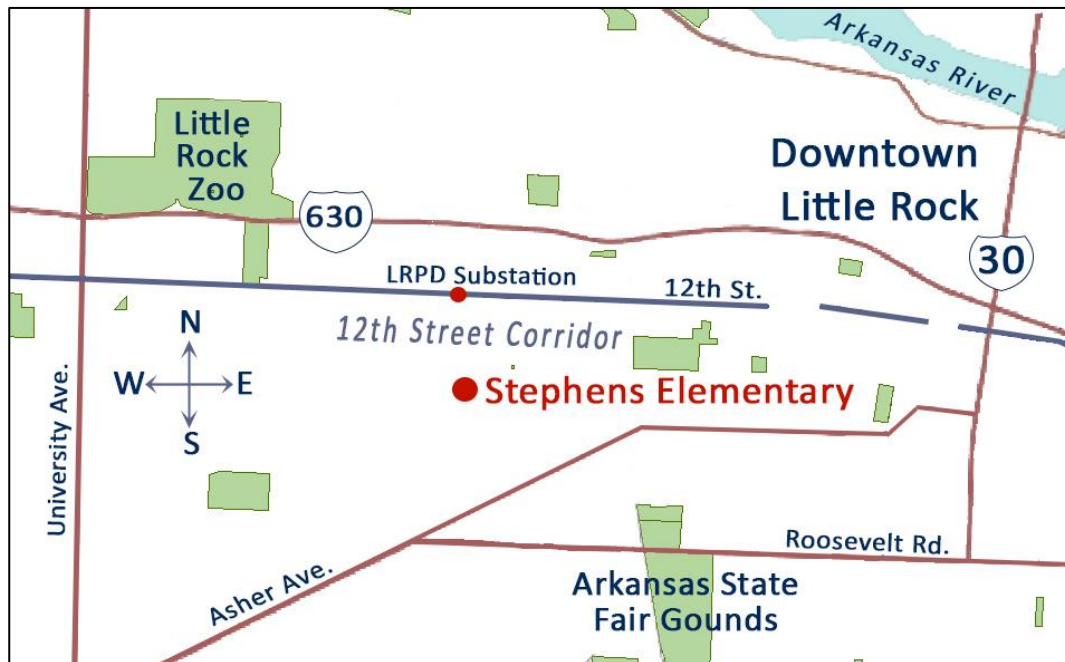 Arkansas River
Little
Rock
Zoo
Downtown
Little Rock
630
30
LRPD Substation
12th St.
12th Street Corridor
N
W E
S
Stephens Elementary
University Ave.
Roosevelt Rd.
Asher Ave.
Arkansas State
Fair Gounds